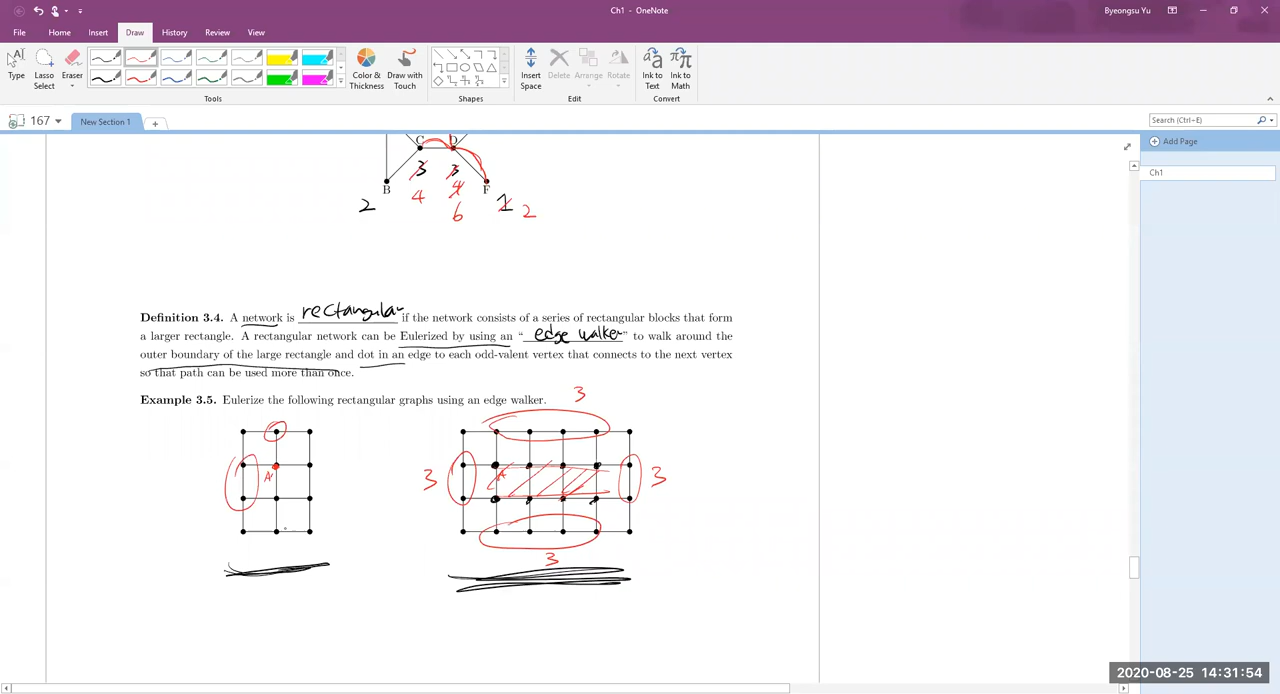 Ch1 - OneNote
Byeongsu Yu
File Home Insert Draw History Review View
Type
Lasso Select
Eraser
Color & Thickness
Draw with Touch
Insert Space
Delete
Arrange
Rotate
Ink to Text
Ink to Math
Tools
Shapes
Edit
Convert
167
New Section 1
Search (Ctrl+E)
Add Page
Ch1
C D
3 3
B F
2 4 4 1 2
6
Definition 3.4. A network is rectangular if the network consists of a series of rectangular blocks that form
a larger rectangle. A rectangular network can be Eulerized by using an “ edge walker ” to walk around the
outer boundary of the large rectangle and dot in an edge to each odd-valent vertex that connects to the next vertex
so that path can be used more than once.
Example 3.5. Eulerize the following rectangular graphs using an edge walker.
3
A
3 A 3
3
2020-08-25 14:31:54